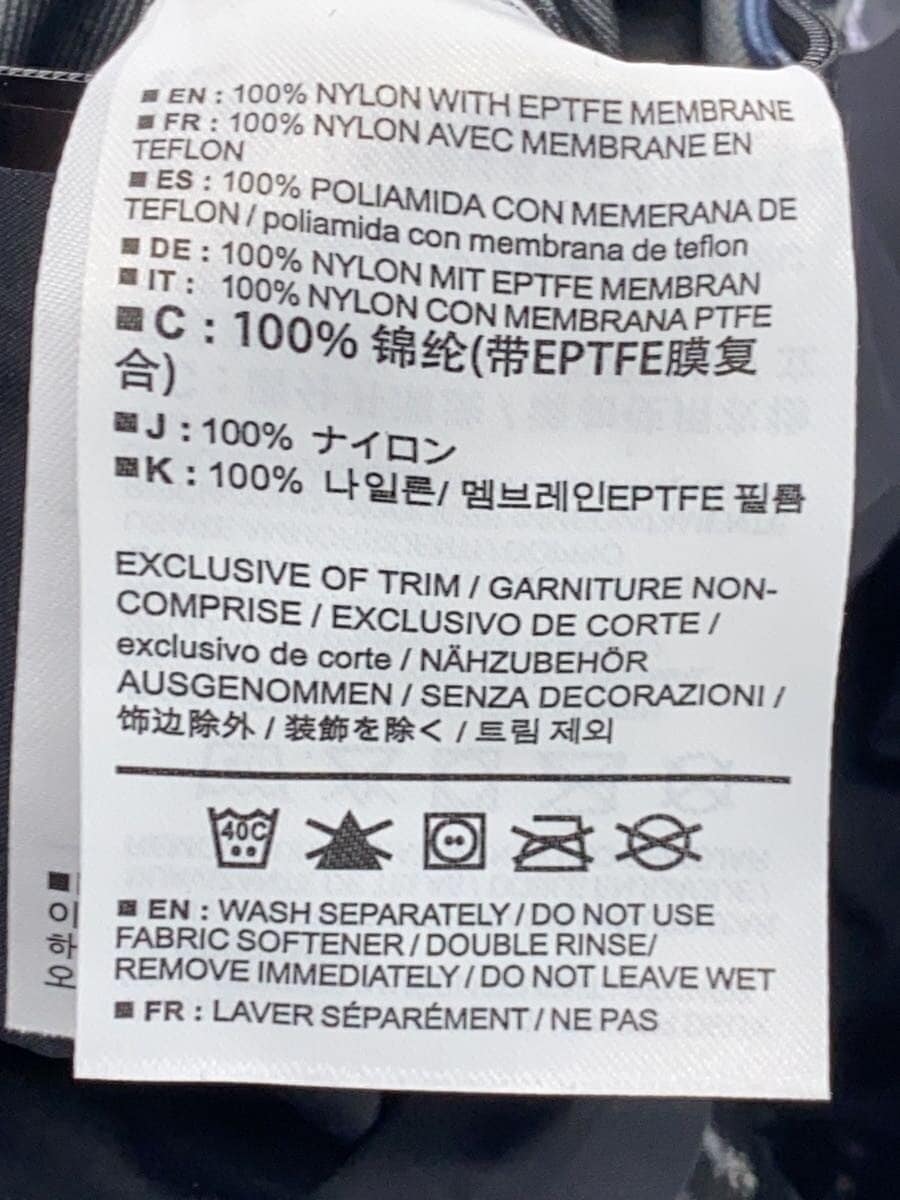 EN : 100% NYLON WITH EPTFE MEMBRANE
FR : 100% NYLON AVEC MEMBRANE EN
TEFLON
ES : 100% POLIAMIDA CON MEMERANA DE
TEFLON / poliamida con membrana de teflon
DE : 100% NYLON MIT EPTFE MEMBRAN
IT : 100% NYLON CON MEMBRANA PTFE
C : 100% 锦纶(带EPTFE膜复
合)
J : 100% ナイロン
K : 100% 나일론/ 멤브레인EPTFE 필름
EXCLUSIVE OF TRIM / GARNITURE NON-
COMPRISE / EXCLUSIVO DE CORTE /
exclusivo de corte / NÄHZUBEHÖR
AUSGENOMMEN / SENZA DECORAZIONI /
饰边除外 / 装飾を除く / 트림 제외
40C
EN : WASH SEPARATELY / DO NOT USE
FABRIC SOFTENER / DOUBLE RINSE/
REMOVE IMMEDIATELY / DO NOT LEAVE WET
FR : LAVER SÉPARÉMENT / NE PAS